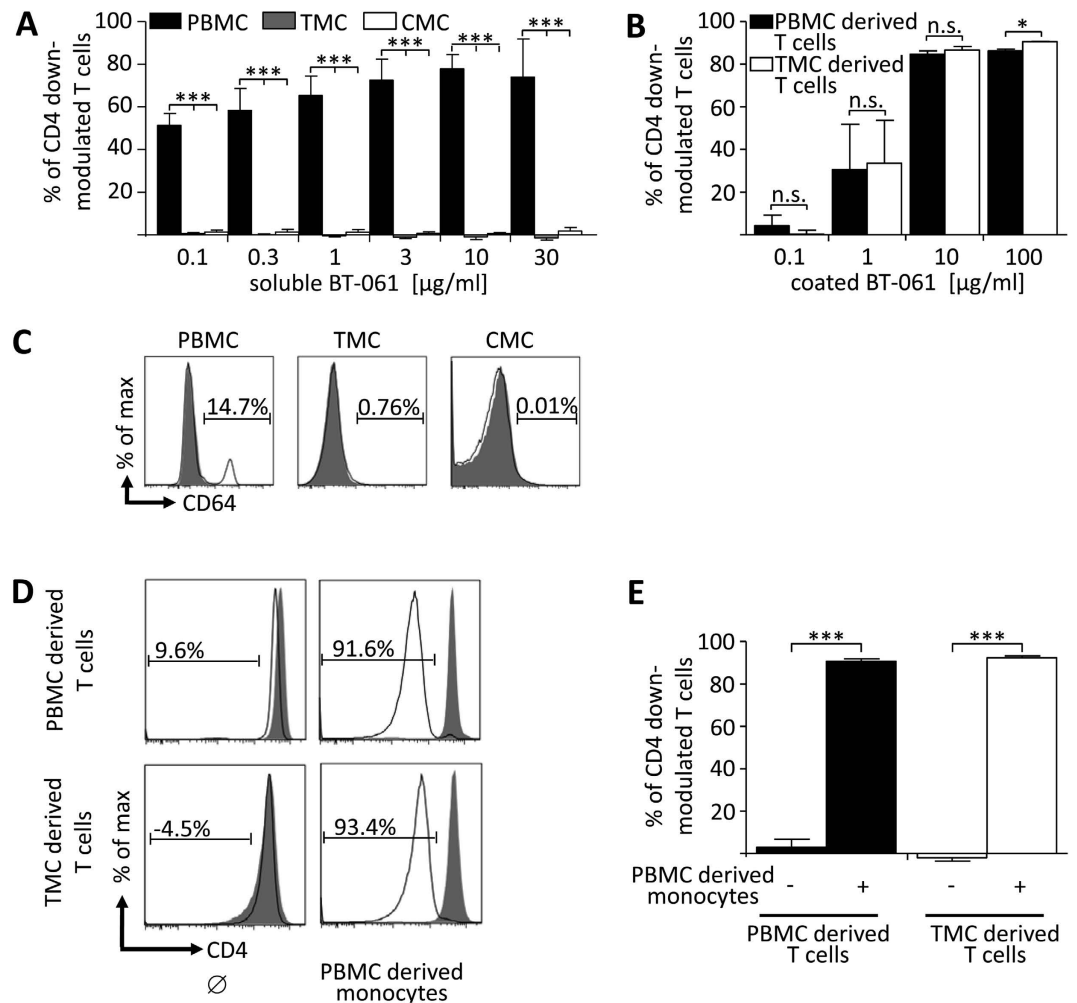 A
PBMC TMC CMC
% of CD4 down-
modulated T cells
100
80
60
40
20
***
***
***
***
***
***
0.1 0.3 1 3 10 30
soluble BT-061 [µg/ml]
B
PBMC derived
T cells
TMC derived
T cells
% of CD4 down-
modulated T cells
100
80
60
40
20
n.s.
n.s.
n.s.
*
0.1 1 10 100
coated BT-061 [µg/ml]
C
PBMC TMC CMC
% of max
14.7% 0.76% 0.01%
CD64
D
PBMC derived
T cells
9.6% 91.6%
TMC derived
T cells
% of max
-4.5% 93.4%
CD4
∅
PBMC derived
monocytes
E
% of CD4 down-
modulated T cells
100
80
60
40
20
*** ***
PBMC derived
monocytes
- + - +
PBMC derived
T cells
TMC derived
T cells